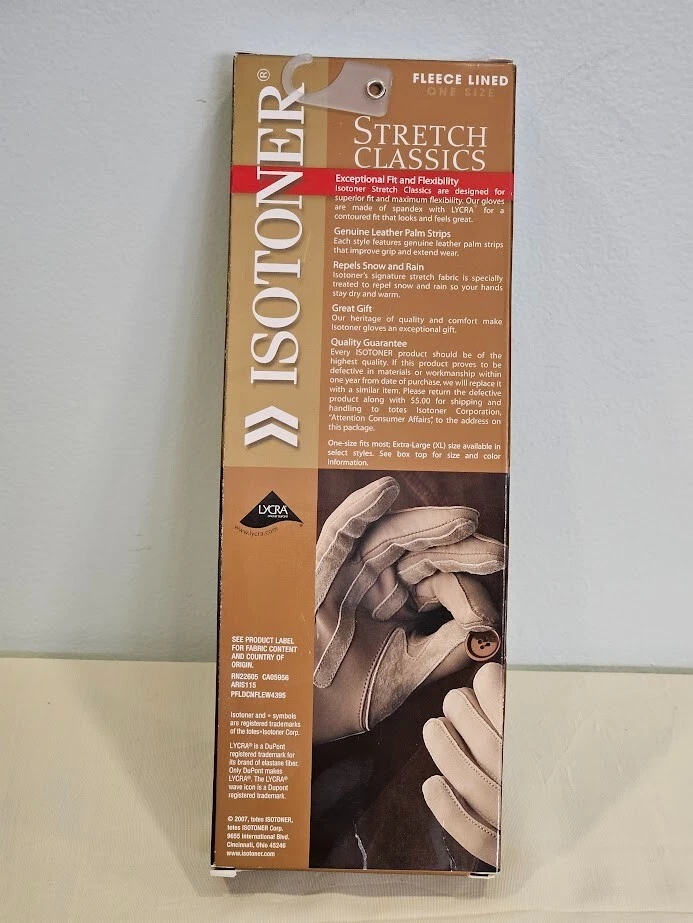 ISOTONER®
FLEECE LINED
ONE SIZE
STRETCH
CLASSICS
Exceptional Fit and Flexibility
Isotoner Stretch Classics are designed for
superior fit and maximum flexibility. Our gloves
are made of spandex with LYCRA® for a
contoured fit that looks and feels great.
Genuine Leather Palm Strips
Each style features genuine leather palm strips
that improve grip and extend wear.
Repels Snow and Rain
Isotoner's signature stretch fabric is specially
treated to repel snow and rain so your hands
stay dry and warm.
Great Gift
Our heritage of quality and comfort make
Isotoner gloves an exceptional gift.
Quality Guarantee
Every ISOTONER product should be of the
highest quality. If this product proves to be
defective in materials or workmanship within
one year from date of purchase, we will replace it
with a similar item. Please return the defective
product along with $5.00 for shipping and
handling to totes Isotoner Corporation,
"Attention Consumer Affairs", to the address on
this package.
One-size fits most; Extra-Large (XL) size available in
select styles. See box top for size and color
information.
LYCRA®
www.lycra.com
SEE PRODUCT LABEL
FOR FABRIC CONTENT
AND COUNTRY OF
ORIGIN.
RN22605 CA05956
ARIS115
PFLDCNFLEW4395
Isotoner and » symbols
are registered trademarks
of the totes»Isotoner Corp.
LYCRA® is a DuPont
registered trademark for
its brand of elastane fiber.
Only DuPont makes
LYCRA®. The LYCRA®
wave icon is a Dupont
registered trademark.
© 2007, totes ISOTONER,
totes ISOTONER Corp.
9655 International Blvd.
Cincinnati, Ohio 45246
www.isotoner.com